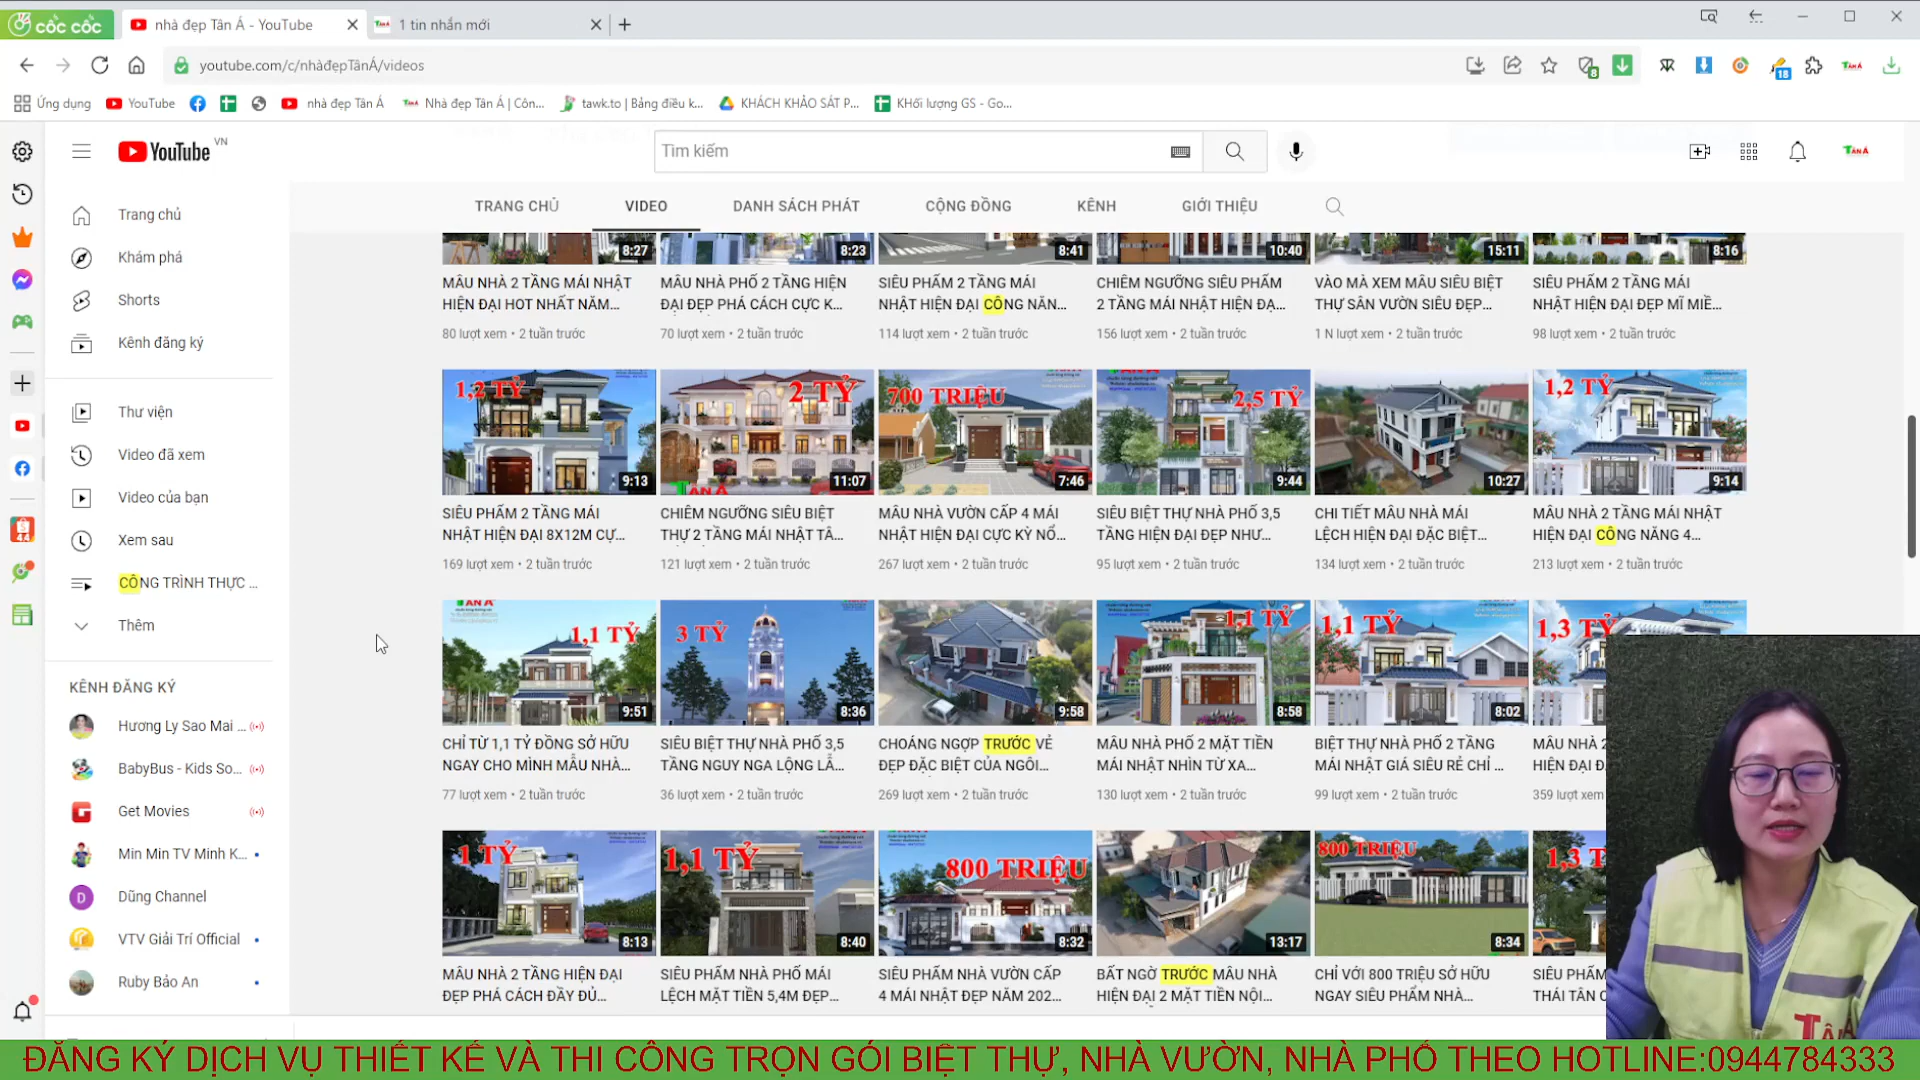 cốc cốc
nhà đẹp Tân Á - YouTube
1 tin nhắn mới
youtube.com/c/nhàđẹpTânÁ/videos
8
18
Ứng dụng
YouTube
nhà đẹp Tân Á
Nhà đẹp Tân Á | Côn...
tawk.to | Bảng điều k...
KHÁCH KHẢO SÁT P...
KHối lượng GS - Go...
YouTube VN
Tìm kiếm
TÂN Á
TRANG CHỦ
VIDEO
DANH SÁCH PHÁT
CỘNG ĐỒNG
KÊNH
GIỚI THIỆU
Trang chủ
Khám phá
Shorts
Kênh đăng ký
Thư viện
Video đã xem
Video của bạn
Xem sau
CÔNG TRÌNH THỰC ...
Thêm
KÊNH ĐĂNG KÝ
Hương Ly Sao Mai ...
BabyBus - Kids So...
Get Movies
Min Min TV Minh K...
D
Dũng Channel
VTV Giải Trí Official
Ruby Bảo An
8:27
8:23
8:41
10:40
15:11
8:16
MẪU NHÀ 2 TẦNG MÁI NHẬT
HIỆN ĐẠI HOT NHẤT NĂM...
80 lượt xem • 2 tuần trước
MẪU NHÀ PHỐ 2 TẦNG HIỆN
ĐẠI ĐẸP PHÁ CÁCH CỰC K...
70 lượt xem • 2 tuần trước
SIÊU PHẨM 2 TẦNG MÁI
NHẬT HIỆN ĐẠI CÔNG NĂN...
114 lượt xem • 2 tuần trước
CHIÊM NGƯỠNG SIÊU PHẨM
2 TẦNG MÁI NHẬT HIỆN ĐẠ...
156 lượt xem • 2 tuần trước
VÀO MÀ XEM MẪU SIÊU BIỆT
THỰ SÂN VƯỜN SIÊU ĐẸP...
1 N lượt xem • 2 tuần trước
SIÊU PHẨM 2 TẦNG MÁI
NHẬT HIỆN ĐẠI ĐẸP MĨ MIỀ...
98 lượt xem • 2 tuần trước
1,2 TỶ
9:13
2 TỶ
TAN A
11:07
700 TRIỆU
7:46
2,5 TỶ
9:44
10:27
1,2 TỶ
9:14
SIÊU PHẨM 2 TẦNG MÁI
NHẬT HIỆN ĐẠI 8X12M CỰ...
169 lượt xem • 2 tuần trước
CHIÊM NGƯỠNG SIÊU BIỆT
THỰ 2 TẦNG MÁI NHẬT TÂ...
121 lượt xem • 2 tuần trước
MẪU NHÀ VƯỜN CẤP 4 MÁI
NHẬT HIỆN ĐẠI CỰC KỲ NỔ...
267 lượt xem • 2 tuần trước
SIÊU BIỆT THỰ NHÀ PHỐ 3,5
TẦNG HIỆN ĐẠI ĐẸP NHƯ...
95 lượt xem • 2 tuần trước
CHI TIẾT MẪU NHÀ MÁI
LỆCH HIỆN ĐẠI ĐẶC BIỆT...
134 lượt xem • 2 tuần trước
MẪU NHÀ 2 TẦNG MÁI NHẬT
HIỆN ĐẠI CÔNG NĂNG 4...
213 lượt xem • 2 tuần trước
1,1 TỶ
9:51
3 TỶ
8:36
9:58
1,1 TỶ
8:58
1,1 TỶ
8:02
1,3 TỶ
CHỈ TỪ 1,1 TỶ ĐỒNG SỞ HỮU
NGAY CHO MÌNH MẪU NHÀ...
77 lượt xem • 2 tuần trước
SIÊU BIỆT THỰ NHÀ PHỐ 3,5
TẦNG NGUY NGA LỘNG LẪ...
36 lượt xem • 2 tuần trước
CHOÁNG NGỢP TRƯỚC VẺ
ĐẸP ĐẶC BIỆT CỦA NGÔI...
269 lượt xem • 2 tuần trước
MẪU NHÀ PHỐ 2 MẶT TIỀN
MÁI NHẬT NHÌN TỪ XA...
130 lượt xem • 2 tuần trước
BIỆT THỰ NHÀ PHỐ 2 TẦNG
MÁI NHẬT GIÁ SIÊU RẺ CHỈ ...
99 lượt xem • 2 tuần trước
MẪU NHÀ 2
HIỆN ĐẠI Đ
359 lượt xem
1 TỶ
8:13
1,1 TỶ
8:40
800 TRIỆU
8:32
13:17
800 TRIỆU
8:34
1,3 T
MẪU NHÀ 2 TẦNG HIỆN ĐẠI
ĐẸP PHÁ CÁCH ĐẦY ĐỦ...
SIÊU PHẨM NHÀ PHỐ MÁI
LỆCH MẶT TIỀN 5,4M ĐẸP...
SIÊU PHẨM NHÀ VƯỜN CẤP
4 MÁI NHẬT ĐẸP NĂM 202...
BẤT NGỜ TRƯỚC MẪU NHÀ
HIỆN ĐẠI 2 MẶT TIỀN NỘI...
CHỈ VỚI 800 TRIỆU SỞ HỮU
NGAY SIÊU PHẨM NHÀ...
SIÊU PHẨM
THÁI TÂN C
TÂ
ĐĂNG KÝ DỊCH VỤ THIẾT KẾ VÀ THI CÔNG TRỌN GÓI BIỆT THỰ, NHÀ VƯỜN, NHÀ PHỐ THEO HOTLINE:0944784333